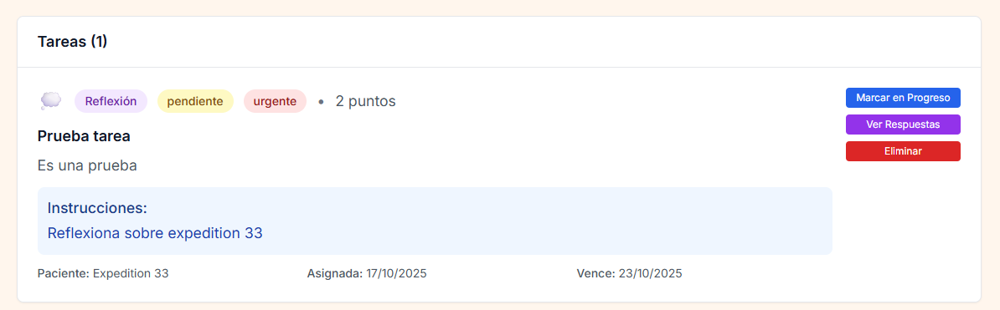 Tareas (1)
Reflexión pendiente urgente • 2 puntos
Marcar en Progreso
Ver Respuestas
Eliminar
Prueba tarea
Es una prueba
Instrucciones:
Reflexiona sobre expedition 33
Paciente: Expedition 33 Asignada: 17/10/2025 Vence: 23/10/2025